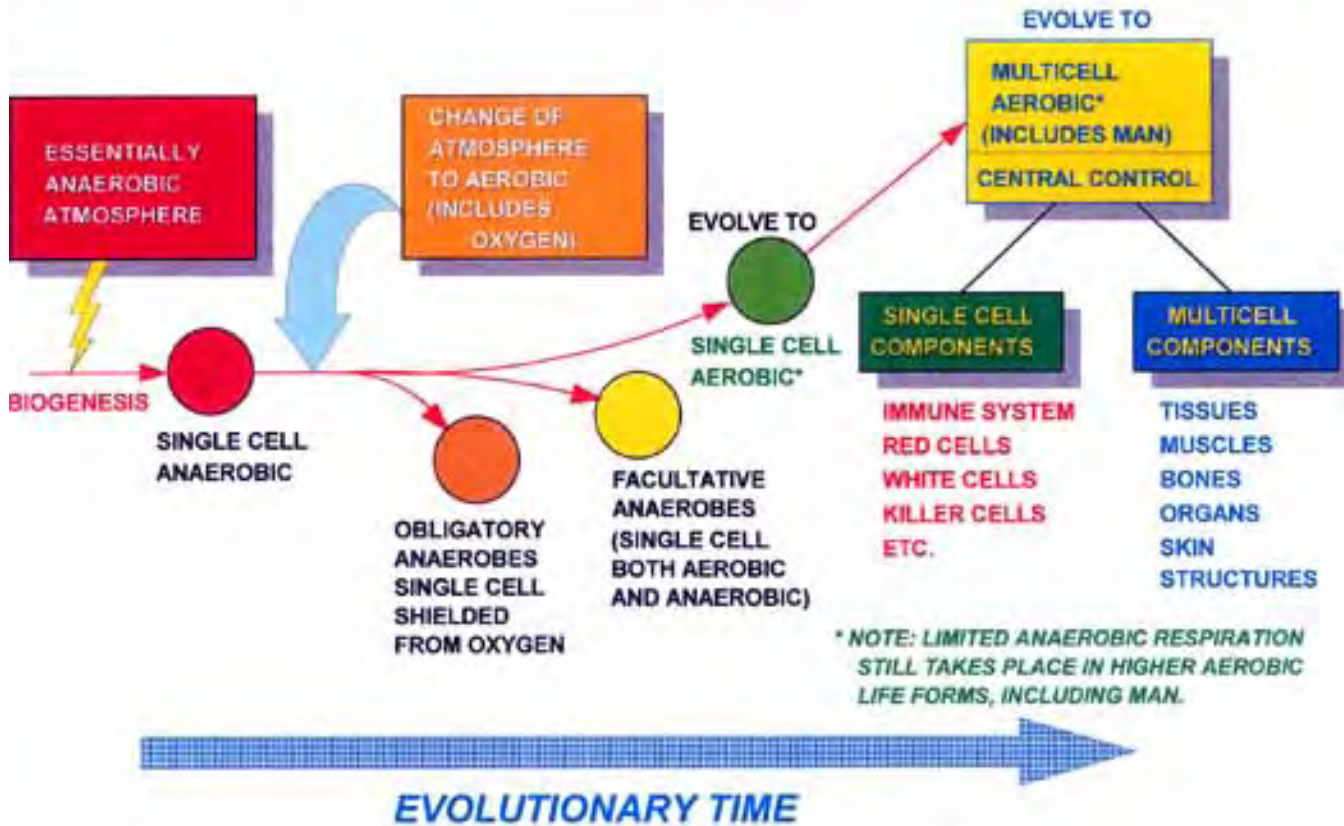 ESSENTIALLY
ANAEROBIC
ATMOSPHERE
CHANGE OF
ATMOSPHERE
TO AEROBIC
(INCLUDES
OXYGEN)
EVOLVE TO
MULTICELL
AEROBIC*
(INCLUDES MAN)
CENTRAL CONTROL
EVOLVE TO
SINGLE CELL
AEROBIC*
SINGLE CELL
COMPONENTS
IMMUNE SYSTEM
RED CELLS
WHITE CELLS
KILLER CELLS
ETC.
MULTICELL
COMPONENTS
TISSUES
MUSCLES
BONES
ORGANS
SKIN
STRUCTURES
BIOGENESIS
SINGLE CELL
ANAEROBIC
OBLIGATORY
ANAEROBES
SINGLE CELL
SHIELDED
FROM OXYGEN
FACULTATIVE
ANAEROBES
(SINGLE CELL
BOTH AEROBIC
AND ANAEROBIC)
* NOTE: LIMITED ANAEROBIC RESPIRATION
STILL TAKES PLACE IN HIGHER AEROBIC
LIFE FORMS, INCLUDING MAN.
EVOLUTIONARY TIME